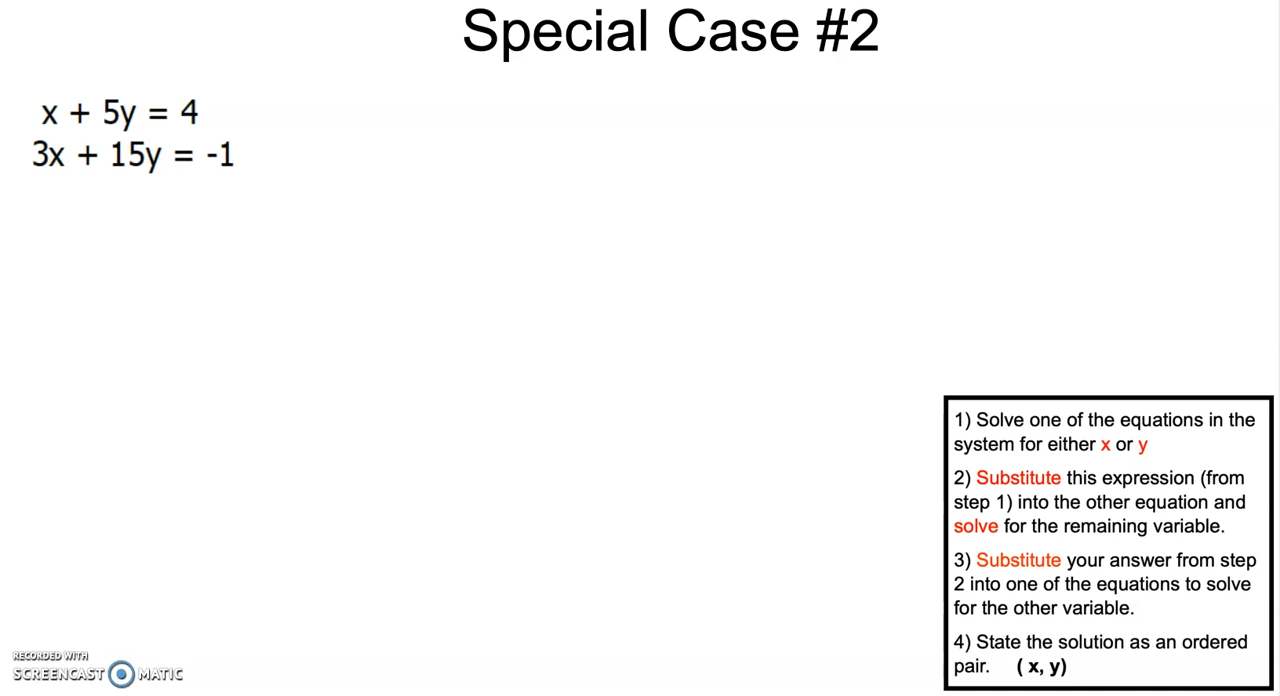 Special Case #2
x + 5y = 4
3x + 15y = -1
1) Solve one of the equations in the
system for either x or y
2) Substitute this expression (from
step 1) into the other equation and
solve for the remaining variable.
3) Substitute your answer from step
2 into one of the equations to solve
for the other variable.
4) State the solution as an ordered
pair. ( x, y)
RECORDED WITH
SCREENCAST MATIC